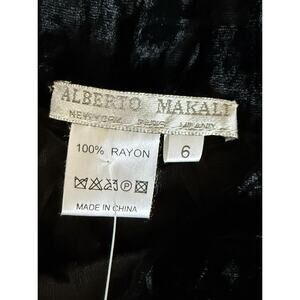 ALBERTO MAKALI
NEW YORK PARIS MILANO
100% RAYON
6
P
MADE IN CHINA